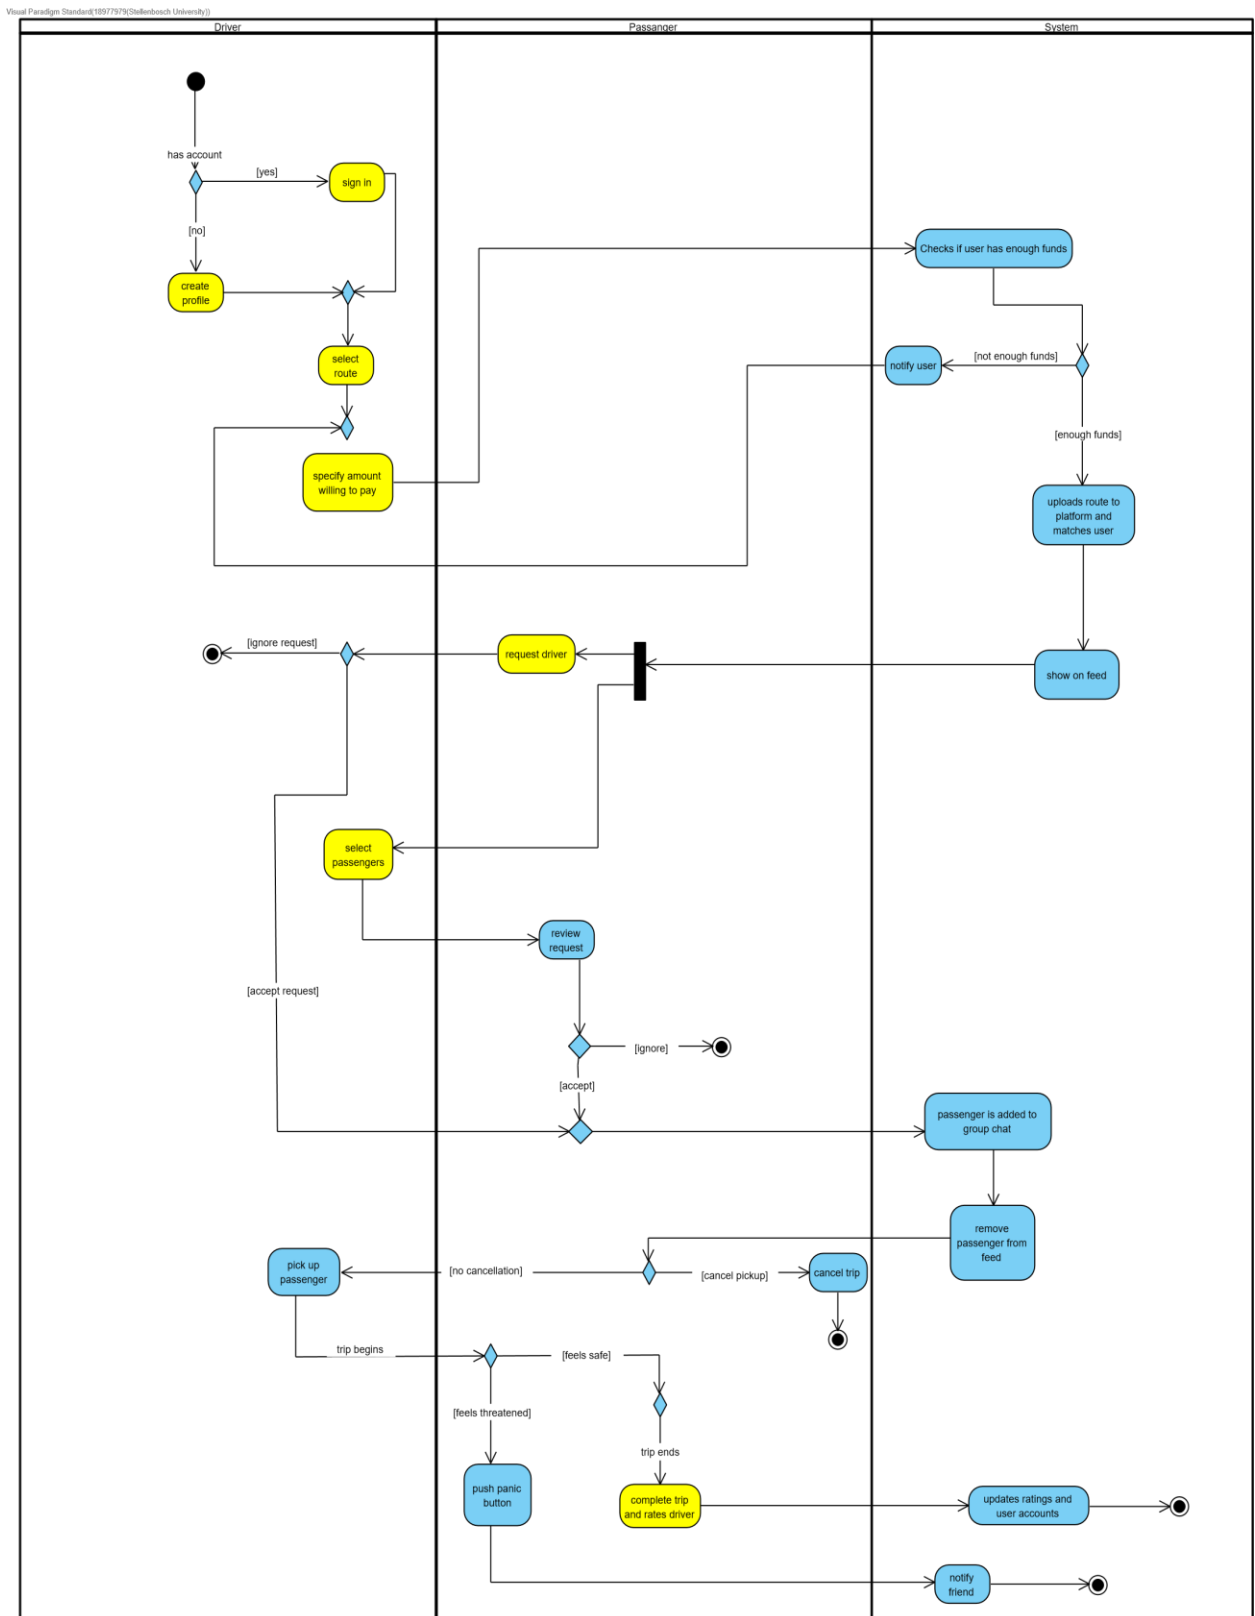 Visual Paradigm Standard(18977979(Stellenbosch University))
Driver
Passanger
System
has account
[yes]
sign in
[no]
create
profile
select
route
specify amount
willing to pay
Checks if user has enough funds
notify user
[not enough funds]
[enough funds]
uploads route to
platform and
matches user
show on feed
[ignore request]
request driver
select
passengers
review
request
[accept request]
[ignore]
[accept]
passenger is added to
group chat
remove
passenger from
feed
pick up
passenger
[no cancellation]
[cancel pickup]
cancel trip
trip begins
[feels safe]
[feels threatened]
trip ends
push panic
button
complete trip
and rates driver
updates ratings and
user accounts
notify
friend